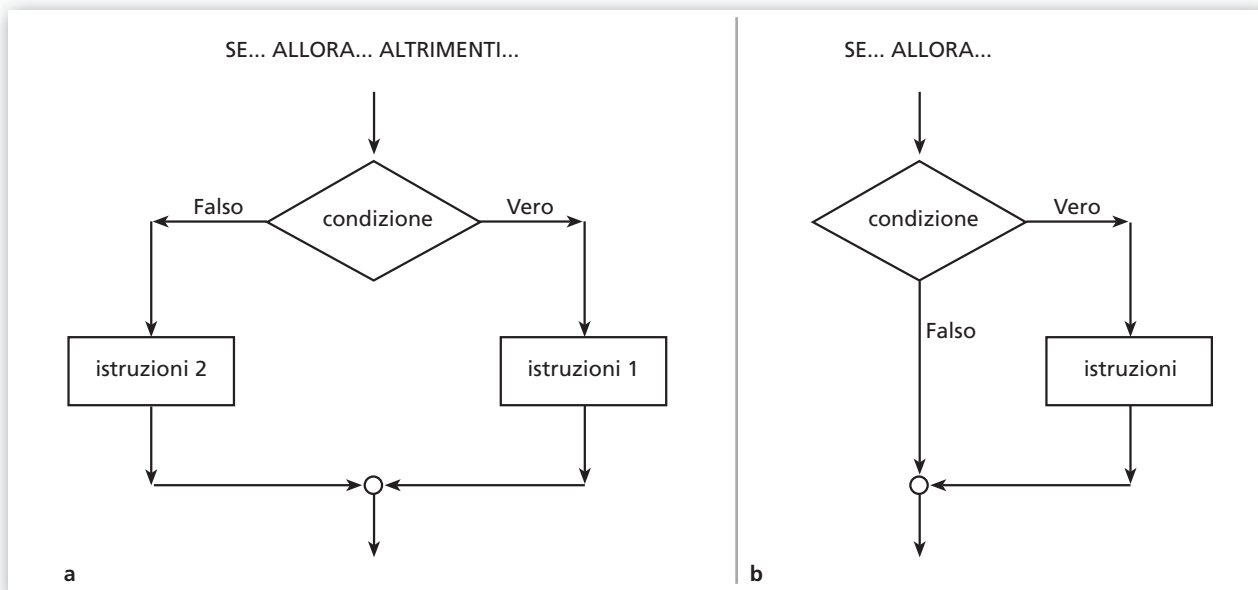 SE... ALLORA... ALTRIMENTI...
Falso
condizione
Vero
istruzioni 2
istruzioni 1
a
SE... ALLORA...
condizione
Vero
Falso
istruzioni
b